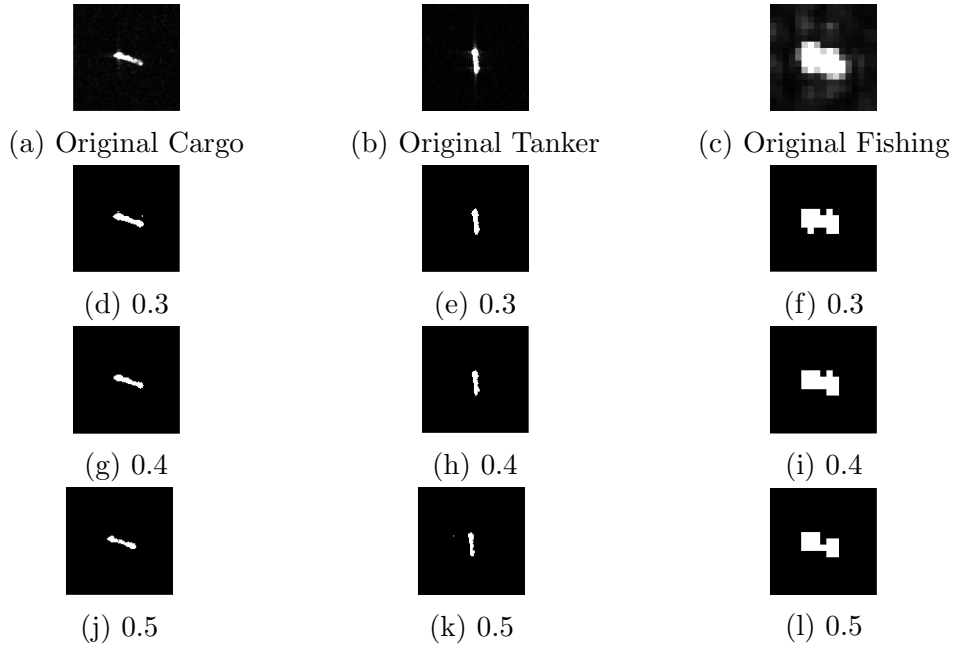 (a) Original Cargo
(b) Original Tanker
(c) Original Fishing
(d) 0.3
(e) 0.3
(f) 0.3
(g) 0.4
(h) 0.4
(i) 0.4
(j) 0.5
(k) 0.5
(l) 0.5